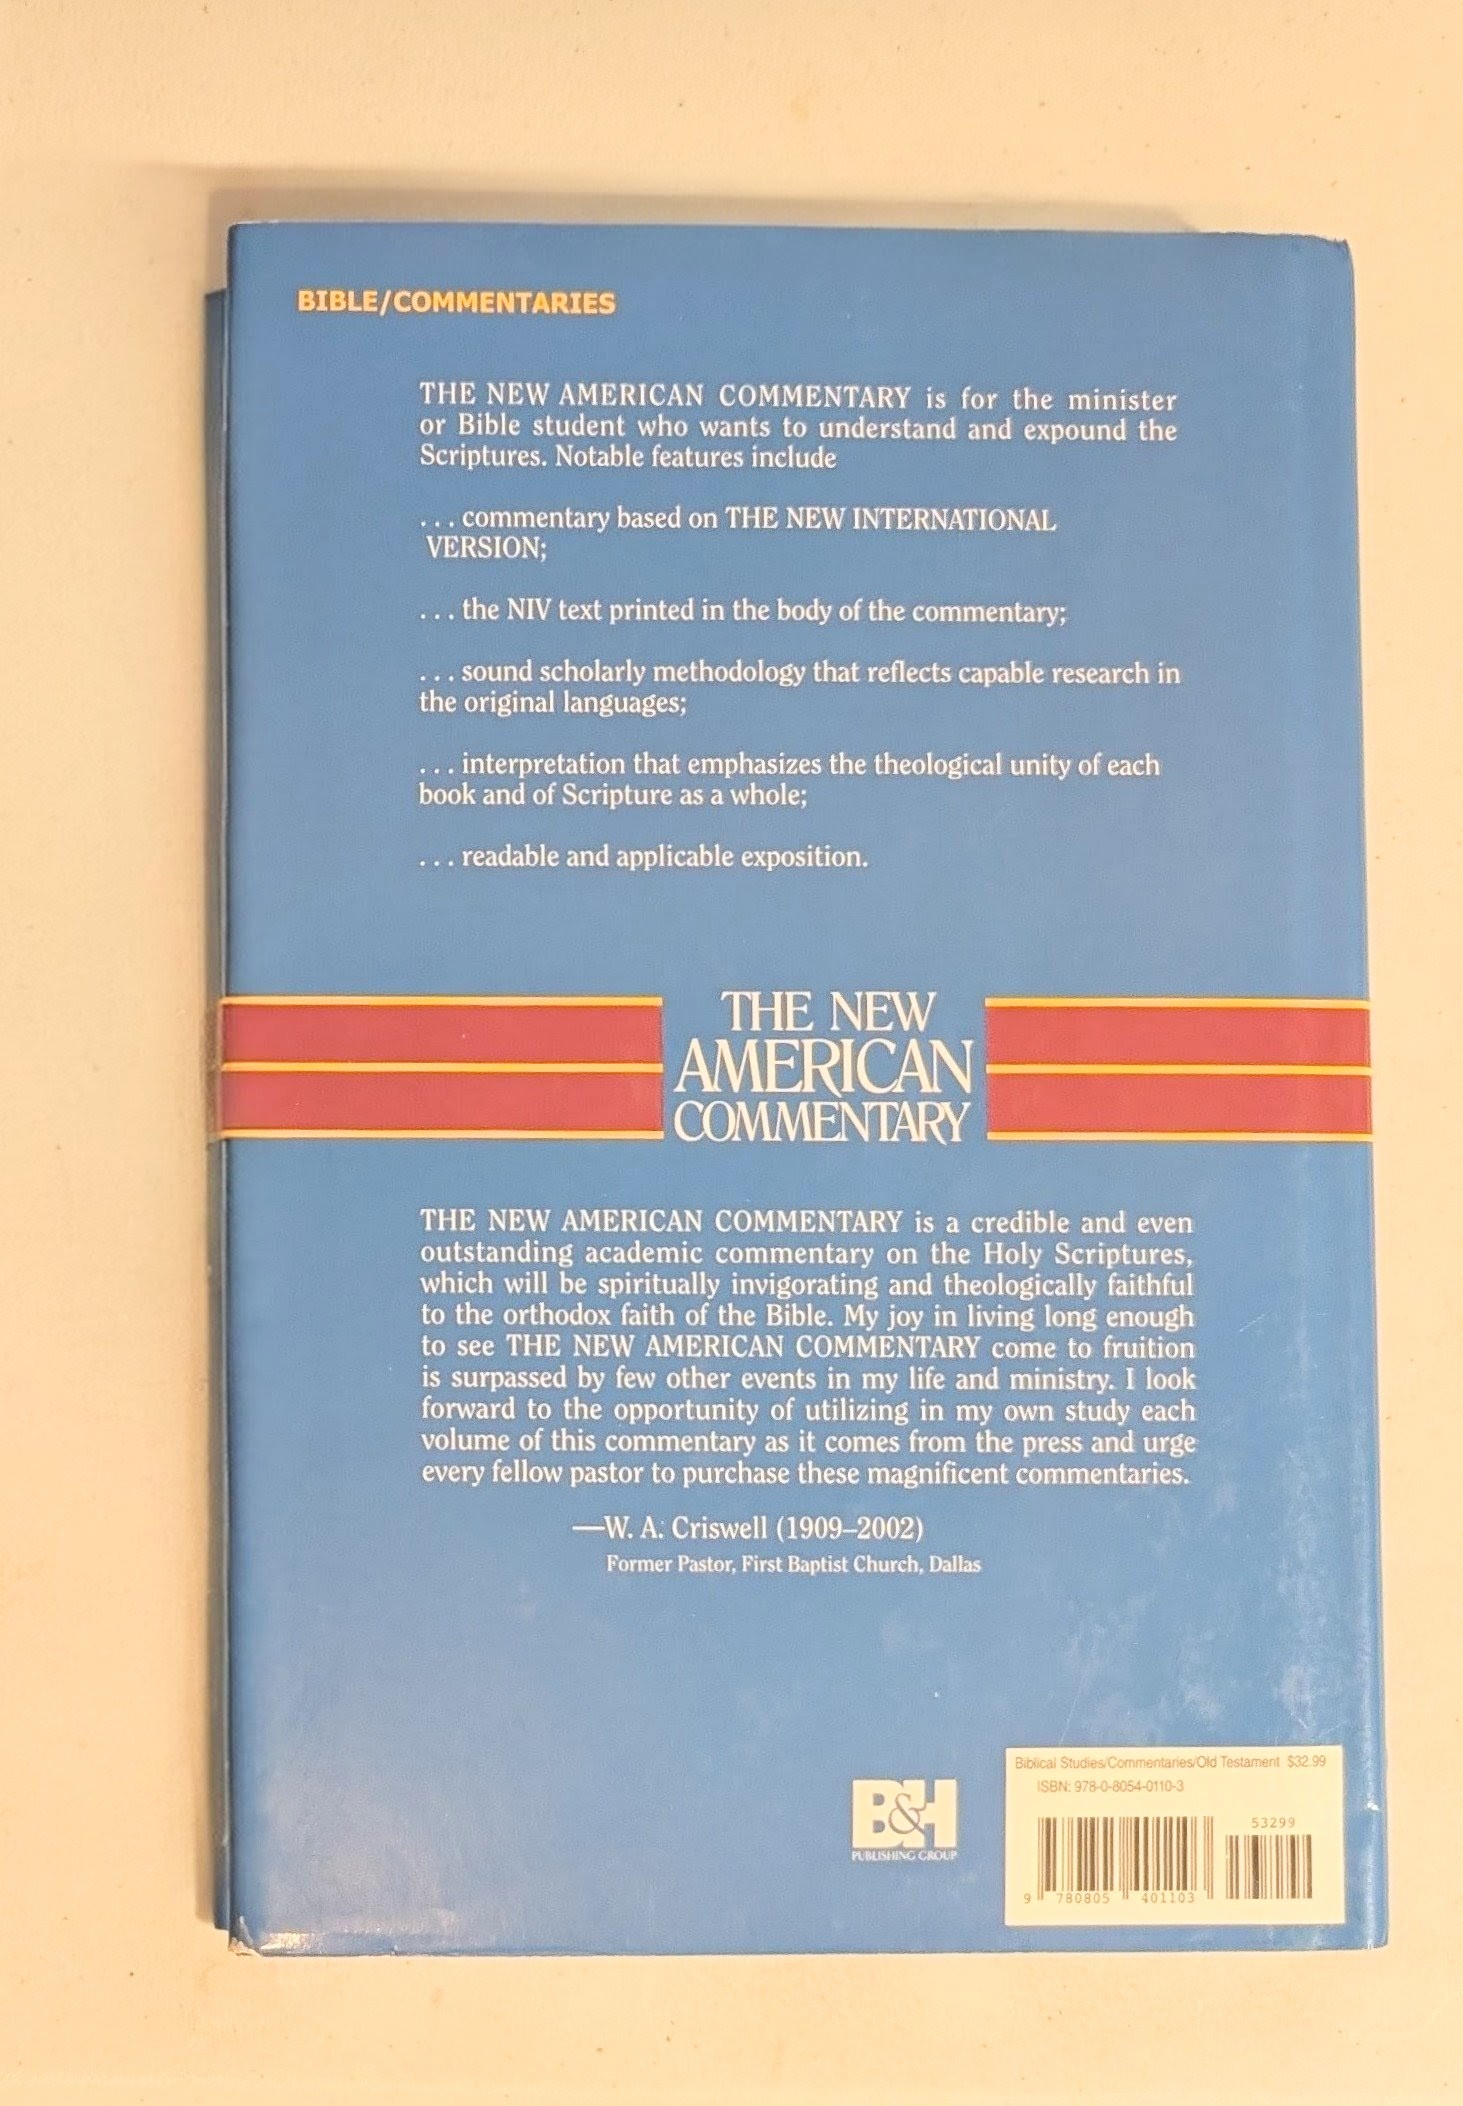 BIBLE/COMMENTARIES
THE NEW AMERICAN COMMENTARY is for the minister
or Bible student who wants to understand and expound the
Scriptures. Notable features include
. . . commentary based on THE NEW INTERNATIONAL
VERSION;
. . . the NIV text printed in the body of the commentary;
. . . sound scholarly methodology that reflects capable research in
the original languages;
. . . interpretation that emphasizes the theological unity of each
book and of Scripture as a whole;
. . . readable and applicable exposition.
THE NEW
AMERICAN
COMMENTARY
THE NEW AMERICAN COMMENTARY is a credible and even
outstanding academic commentary on the Holy Scriptures,
which will be spiritually invigorating and theologically faithful
to the orthodox faith of the Bible. My joy in living long enough
to see THE NEW AMERICAN COMMENTARY come to fruition
is surpassed by few other events in my life and ministry. I look
forward to the opportunity of utilizing in my own study each
volume of this commentary as it comes from the press and urge
every fellow pastor to purchase these magnificent commentaries.
—W. A. Criswell (1909–2002)
Former Pastor, First Baptist Church, Dallas
B&H
PUBLISHING GROUP
Biblical Studies/Commentaries/Old Testament $32.99
ISBN: 978-0-8054-0110-3
53299
9 780805 401103